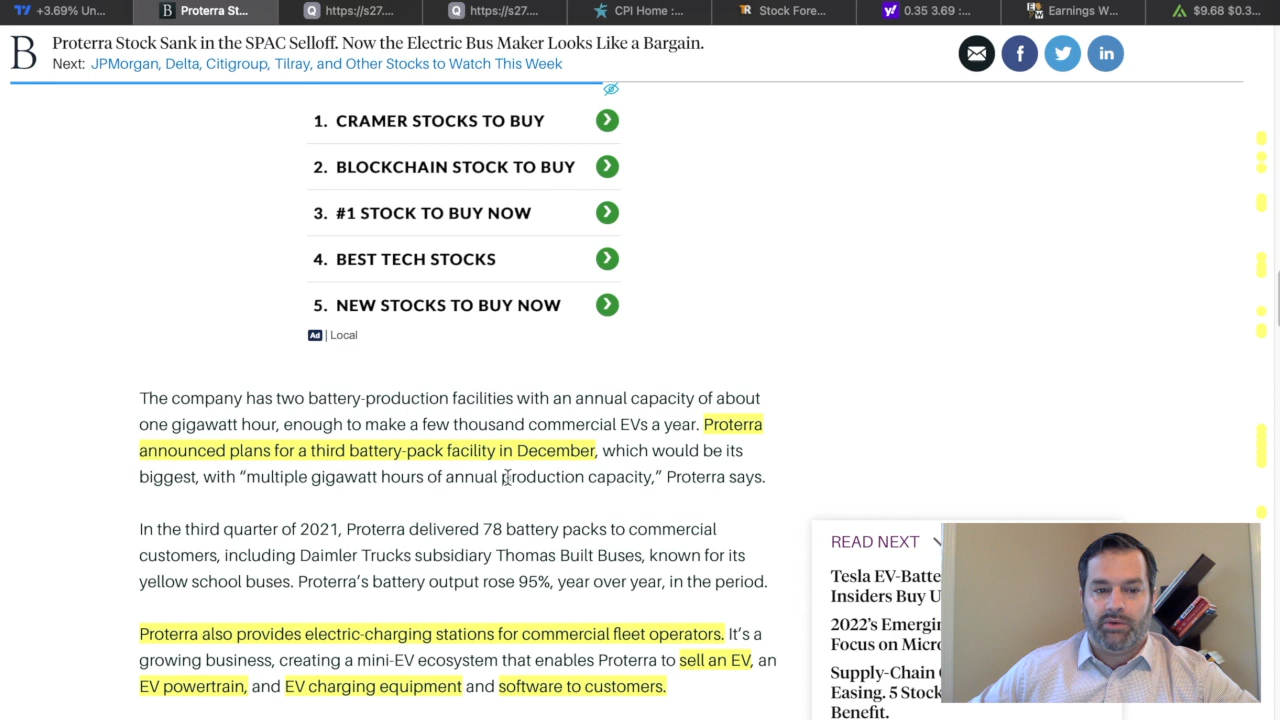 +3.69% Un...
Proterra St...
https://s27....
https://s27....
CPI Home :...
Stock Fore...
0.35 3.69 :...
Earnings W...
$9.68 $0.3...
B
Proterra Stock Sank in the SPAC Selloff. Now the Electric Bus Maker Looks Like a Bargain.
Next: JPMorgan, Delta, Citigroup, Tilray, and Other Stocks to Watch This Week
1. CRAMER STOCKS TO BUY
2. BLOCKCHAIN STOCK TO BUY
3. #1 STOCK TO BUY NOW
4. BEST TECH STOCKS
5. NEW STOCKS TO BUY NOW
Ad | Local
The company has two battery-production facilities with an annual capacity of about
one gigawatt hour, enough to make a few thousand commercial EVs a year. Proterra
announced plans for a third battery-pack facility in December, which would be its
biggest, with “multiple gigawatt hours of annual production capacity,” Proterra says.
In the third quarter of 2021, Proterra delivered 78 battery packs to commercial
customers, including Daimler Trucks subsidiary Thomas Built Buses, known for its
yellow school buses. Proterra’s battery output rose 95%, year over year, in the period.
Proterra also provides electric-charging stations for commercial fleet operators. It’s a
growing business, creating a mini-EV ecosystem that enables Proterra to sell an EV, an
EV powertrain, and EV charging equipment and software to customers.
READ NEXT
Tesla EV-Batte
Insiders Buy U
2022’s Emergin
Focus on Micro
Supply-Chain
Easing. 5 Stock
Benefit.